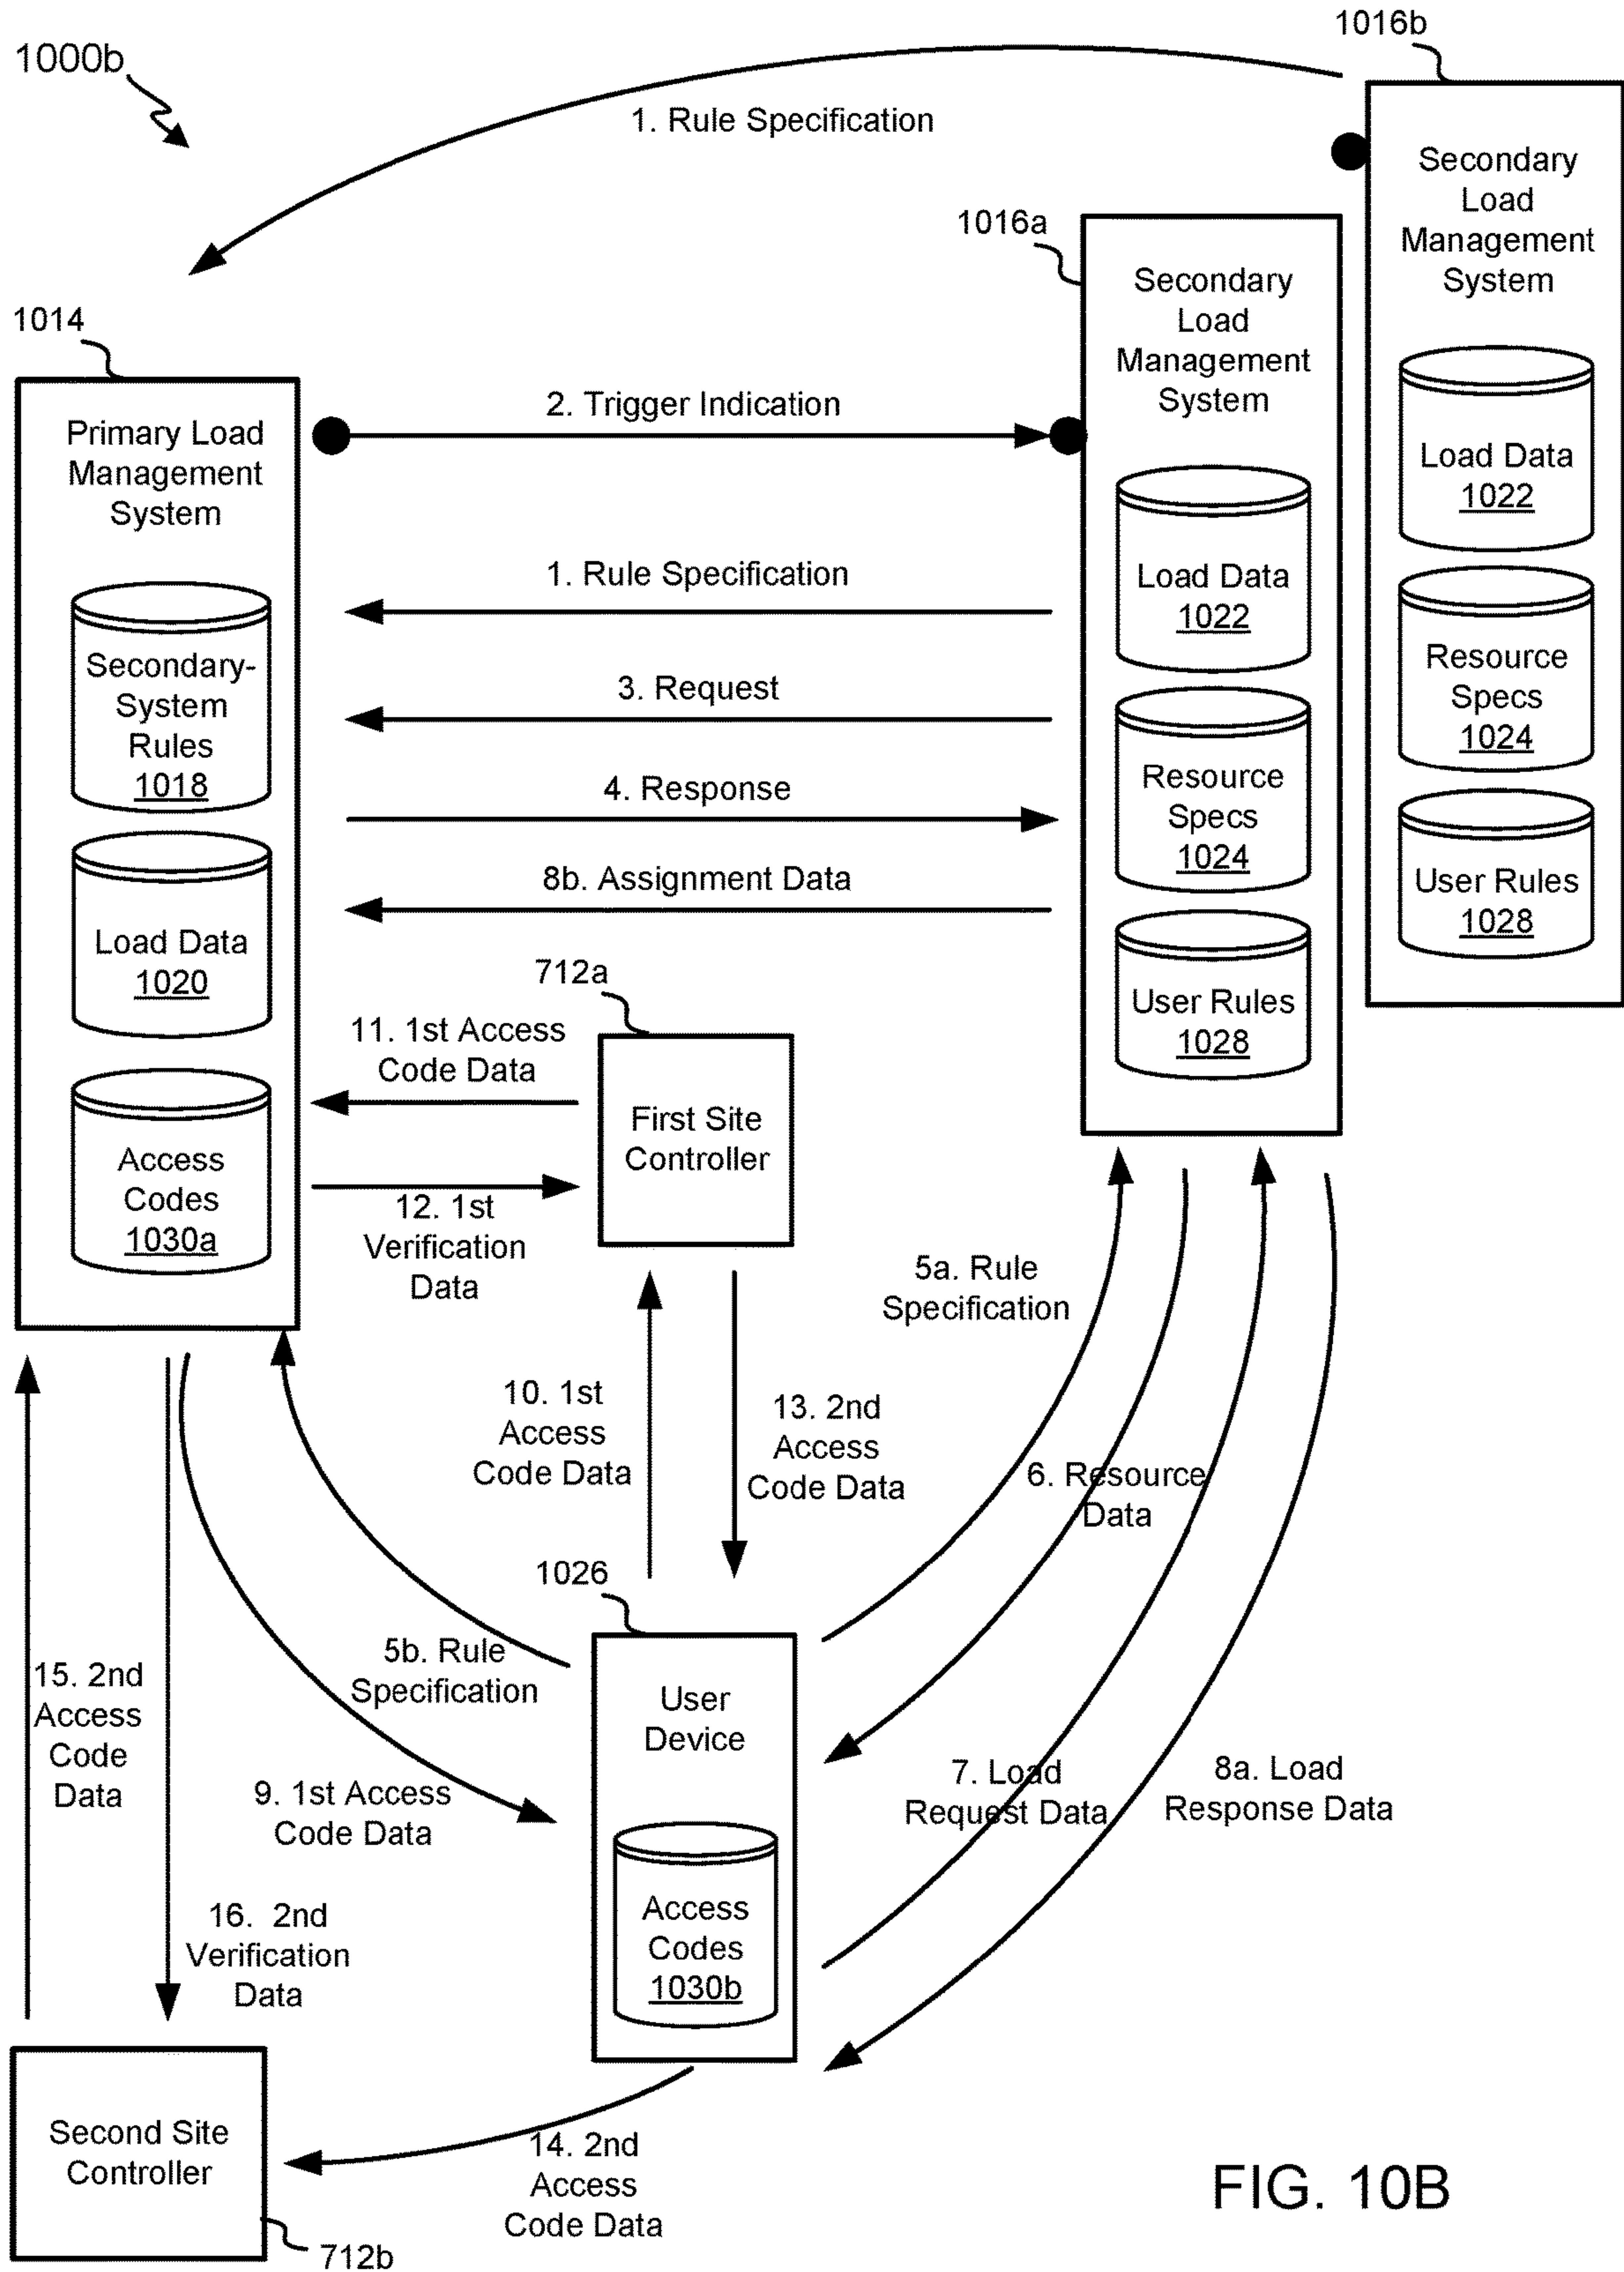 1016b
1000b
1. Rule Specification
Secondary
Load
Management
System
1016a
Secondary
Load
Management
System
1014
Load Data
1022
2. Trigger Indication
Primary Load
Management
System
Load Data
1022
1. Rule Specification
Resource
Specs
1024
Secondary-
System
Rules
1018
3. Request
Resource
Specs
1024
4. Response
User Rules
1028
8b. Assignment Data
Load Data
1020
712a
User Rules
1028
11. 1st Access
Code Data
First Site
Controller
Access
Codes
1030a
12. 1st
Verification
Data
5a. Rule
Specification
10. 1st
Access
Code Data
13. 2nd
Access
Code Data
6. Resource
Data
1026
5b. Rule
Specification
15. 2nd
Access
Code
Data
User
Device
9. 1st Access
Code Data
7. Load
Request Data
8a. Load
Response Data
16. 2nd
Verification
Data
Access
Codes
1030b
Second Site
Controller
14. 2nd
Access
Code Data
712b
FIG. 10B